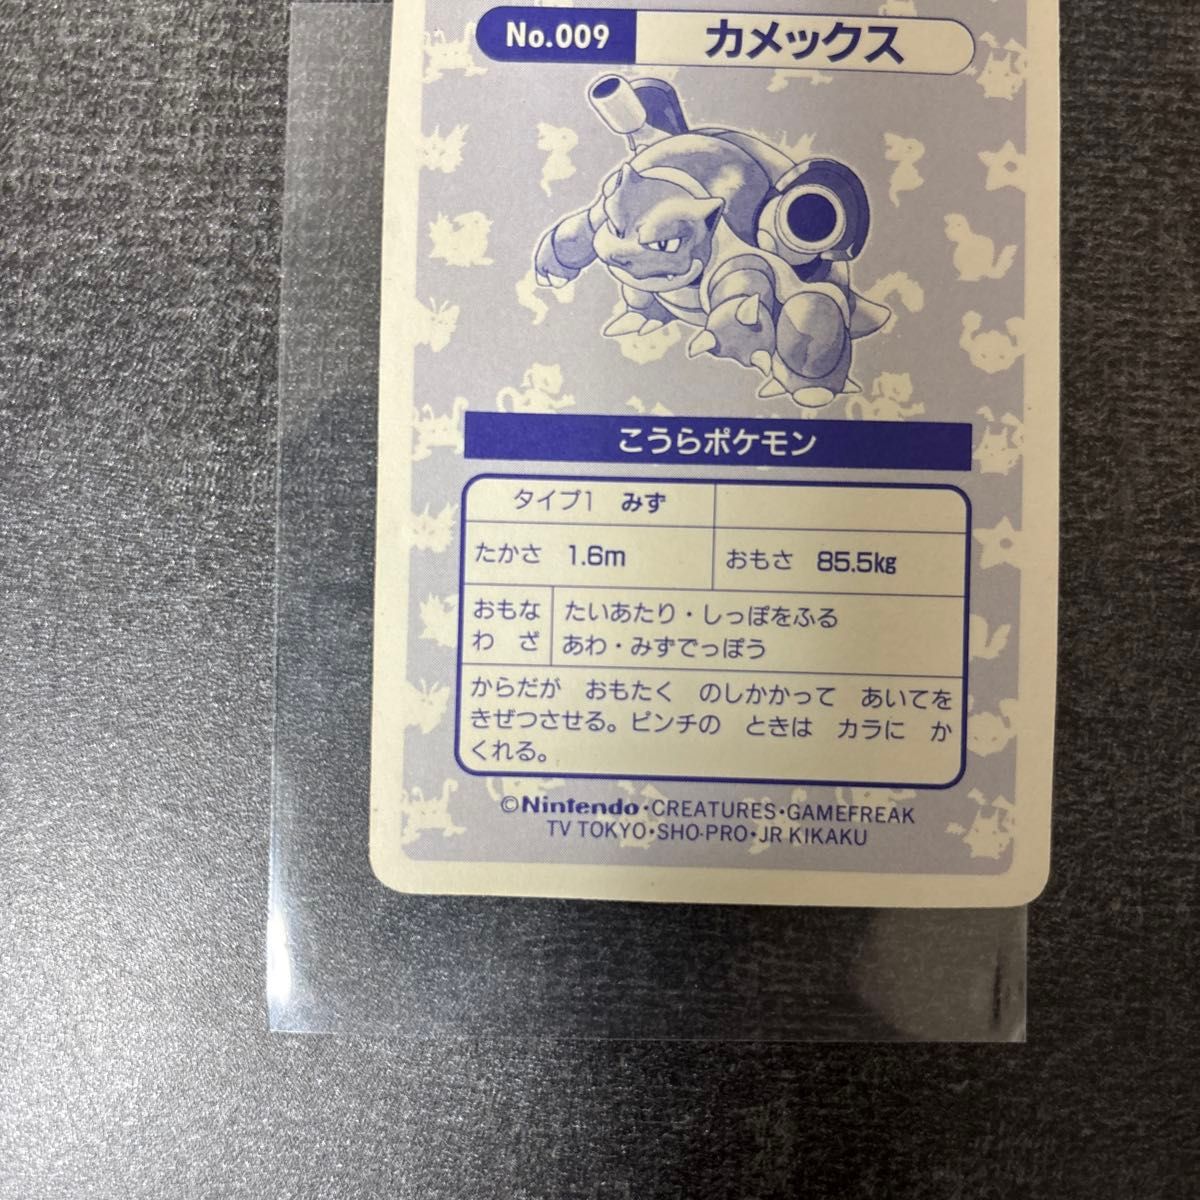 No.009 カメックス
こうらポケモン
タイプ1 みず
たかさ 1.6m おもさ 85.5kg
おもな たいあたり・しっぽをふる
わ ざ あわ・みずでっぽう
からだが おもたく のしかかって あいてを
きぜつさせる。ピンチの ときは カラに か
くれる。
©Nintendo・CREATURES・GAMEFREAK
TV TOKYO・SHO-PRO・JR KIKAKU